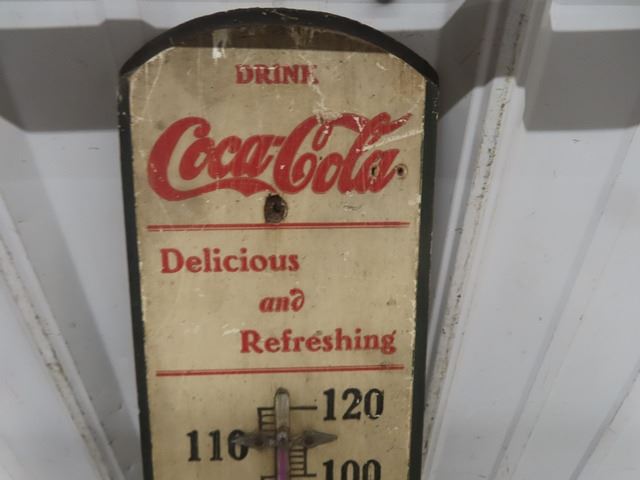 DRINK
Coca-Cola
Delicious
and
Refreshing
120
110
100